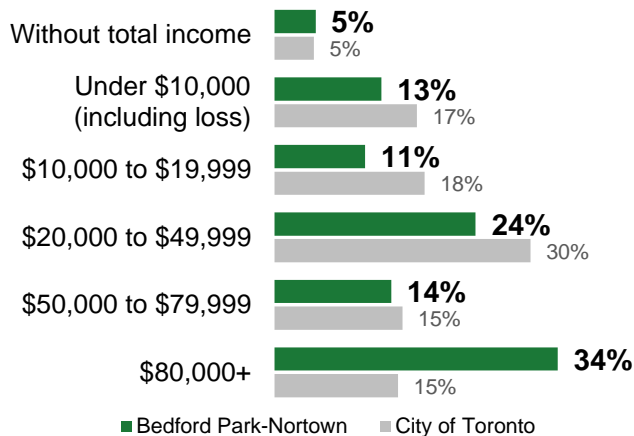 Without total income
5%
5%
Under $10,000
(including loss)
13%
17%
$10,000 to $19,999
11%
18%
$20,000 to $49,999
24%
30%
$50,000 to $79,999
14%
15%
$80,000+
34%
15%
Bedford Park-Nortown City of Toronto